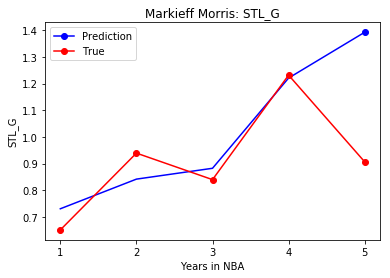 Markieff Morris: STL_G
Prediction
True
STL_G
1.4
1.3
1.2
1.1
1.0
0.9
0.8
0.7
1 2 3 4 5
Years in NBA